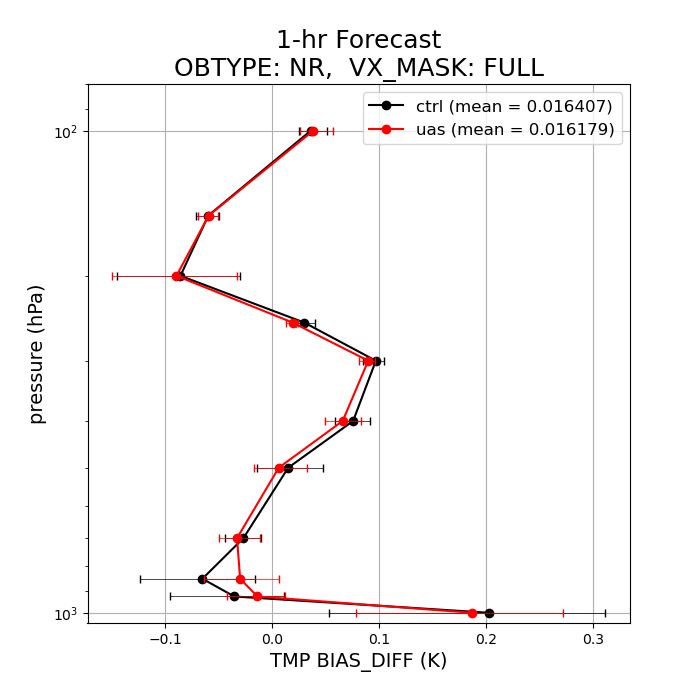 1-hr Forecast
OBTYPE: NR,  VX_MASK: FULL
ctrl (mean = 0.016407)
uas (mean = 0.016179)
10²
10³
pressure (hPa)
−0.1
0.0
0.1
0.2
0.3
TMP BIAS_DIFF (K)